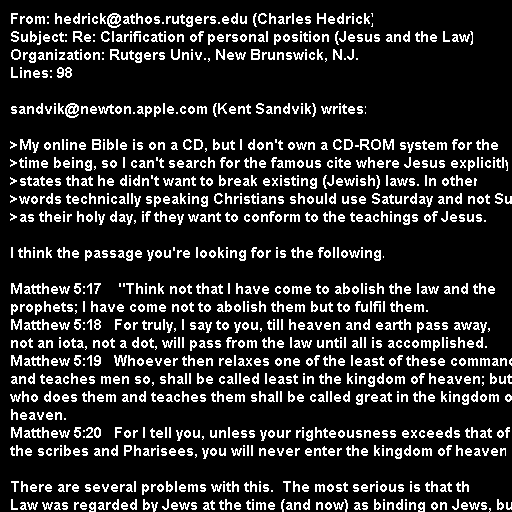 From: hedrick@athos.rutgers.edu (Charles Hedrick)
Subject: Re: Clarification of personal position (Jesus and the Law)
Organization: Rutgers Univ., New Brunswick, N.J.
Lines: 98
sandvik@newton.apple.com (Kent Sandvik) writes:
>My online Bible is on a CD, but I don't own a CD-ROM system for the
>time being, so I can't search for the famous cite where Jesus explicitly
>states that he didn't want to break existing (Jewish) laws. In other
>words technically speaking Christians should use Saturday and not Su
>as their holy day, if they want to conform to the teachings of Jesus.
I think the passage you're looking for is the following.
Matthew 5:17 "Think not that I have come to abolish the law and the
prophets; I have come not to abolish them but to fulfil them.
Matthew 5:18 For truly, I say to you, till heaven and earth pass away,
not an iota, not a dot, will pass from the law until all is accomplished.
Matthew 5:19 Whoever then relaxes one of the least of these comman
and teaches men so, shall be called least in the kingdom of heaven; but
who does them and teaches them shall be called great in the kingdom o
heaven.
Matthew 5:20 For I tell you, unless your righteousness exceeds that of
the scribes and Pharisees, you will never enter the kingdom of heaven
There are several problems with this. The most serious is that th
Law was regarded by Jews at the time (and now) as binding on Jews, bu